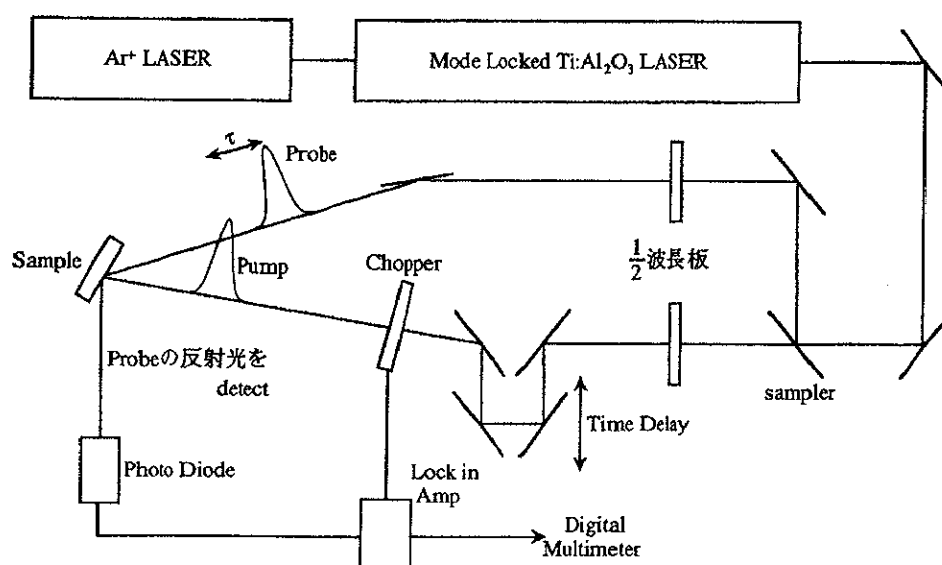 Ar⁺ LASER
Mode Locked Ti:Al₂O₃ LASER
τ
Probe
Sample
Pump
Chopper
1/2 波長板
Probeの反射光を
detect
sampler
Time Delay
Photo Diode
Lock in
Amp
Digital
Multimeter